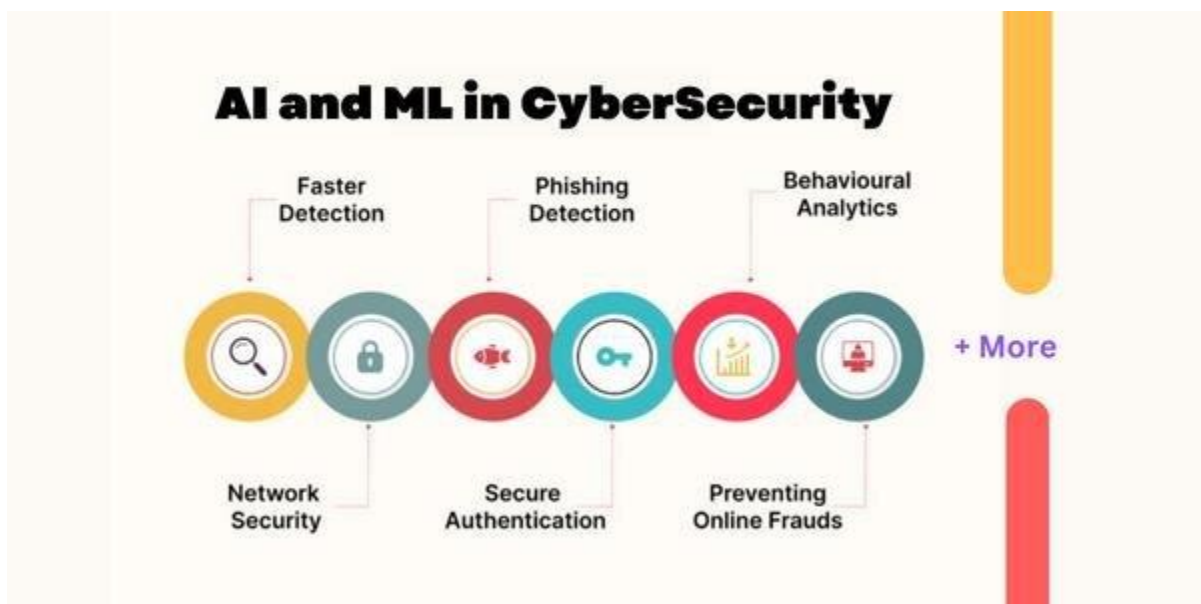 AI and ML in CyberSecurity
Faster
Detection
Phishing
Detection
Behavioural
Analytics
+ More
Network
Security
Secure
Authentication
Preventing
Online Frauds